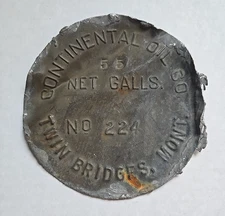 CONTINENTAL OIL CO
55
NET GALLS.
NO 224
TWIN BRIDGES, MONT.